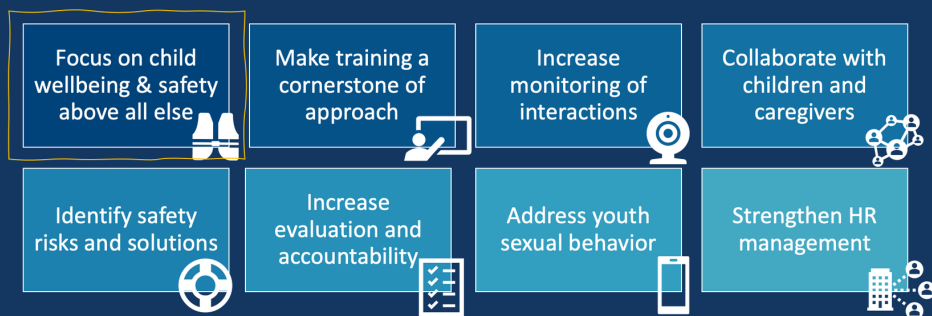 Focus on child
wellbeing & safety
above all else
Make training a
cornerstone of
approach
Increase
monitoring of
interactions
Collaborate with
children and
caregivers
Identify safety
risks and solutions
Increase
evaluation and
accountability
Address youth
sexual behavior
Strengthen HR
management